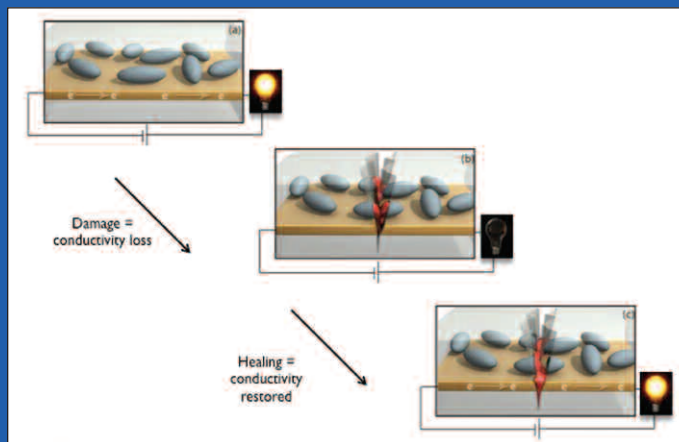 (a)
e e e
(b)
Damage =
conductivity loss
(c)
Healing =
conductivity
restored
e e e